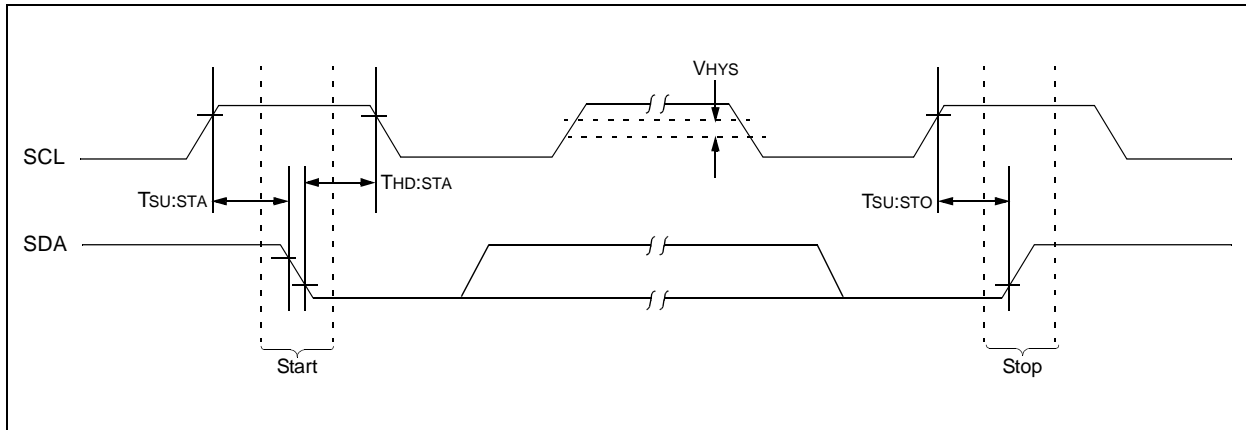 VHYS
SCL
TSU:STA
THD:STA
TSU:STO
SDA
Start
Stop